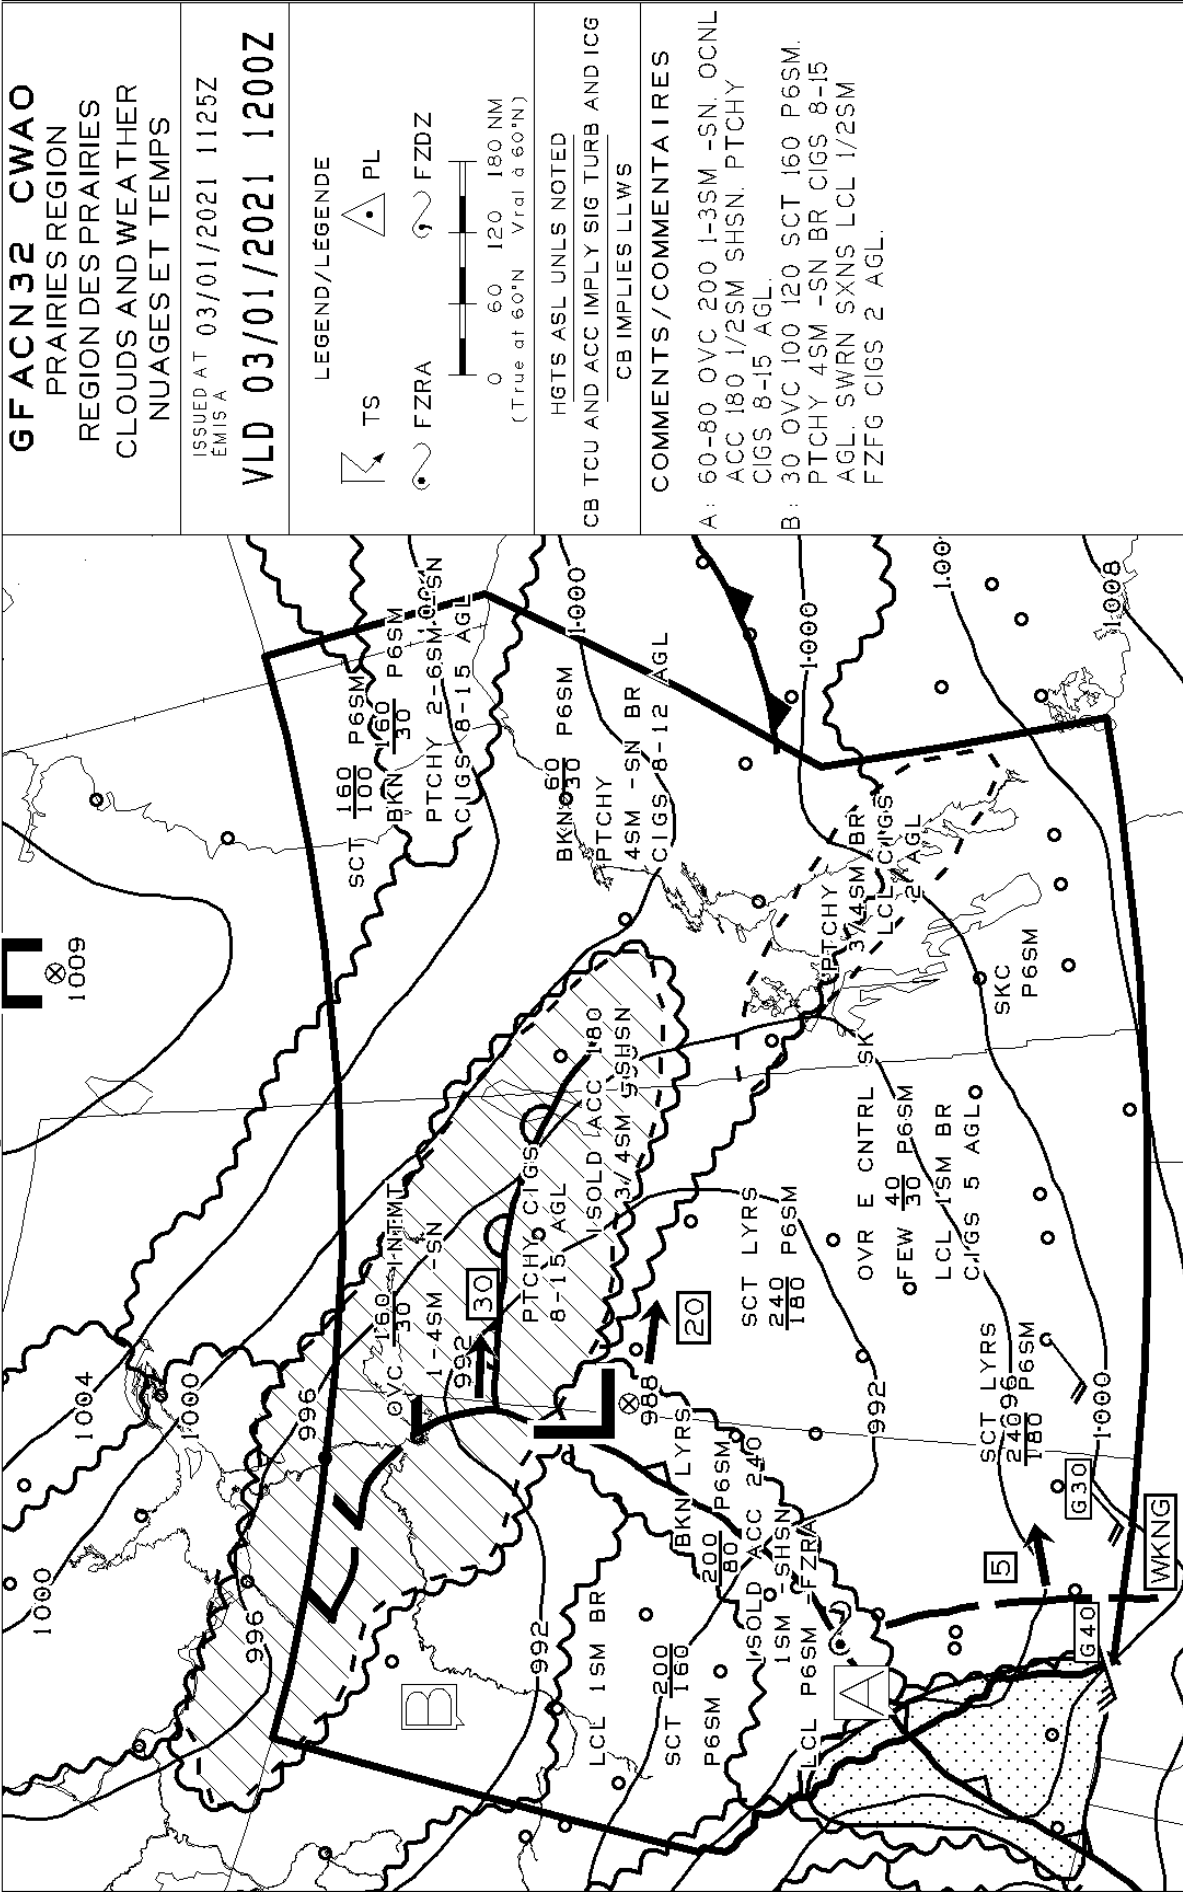 GFACN32 CWAO
PRAIRIES REGION
REGION DES PRAIRIES
CLOUDS AND WEATHER
NUAGES ET TEMPS
ISSUED AT 03/01/2021 1125Z
ÉMIS A
VLD 03/01/2021 1200Z
LEGEND/LÉGENDE
TS
PL
FZRA
FZDZ
0 60 120 180 NM
(True at 60°N Vrai à 60°N)
HGTS ASL UNLS NOTED
CB TCU AND ACC IMPLY SIG TURB AND ICG
CB IMPLIES LLWS
COMMENTS/COMMENTAIRES
A: 60-80 OVC 200 1-3SM -SN. OCNL
ACC 180 1/2SM SHSN. PTCHY
CIGS 8-15 AGL.
B: 30 OVC 100 120 SCT 160 P6SM.
PTCHY 4SM -SN BR CIGS 8-15
AGL. SWRN SXNS LCL 1/2SM
FZFG CIGS 2 AGL.
1009
1004
1000
1000
996
996
SCT 160 P6SM
100
BKN 160 P6SM
30
PTCHY 2-6SM -SN
CIGS 8-15 AGL
1000
BKN 60 P6SM
30
PTCHY
4SM -SN BR
CIGS 8-12 AGL
1000
1008
OVC 160 INTMT
30
1-4SM -SN
992
30
PTCHY CIGS
8-15 AGL
ISOLD ACC 180
3/4SM SHSN
PTCHY
3/4SM BR
LCL CIGS
2 AGL
SKC
P6SM
988
20
SCT LYRS
240 P6SM
180
OVR E CNTRL SK
FEW 40 P6SM
30
LCL 1SM BR
CIGS 5 AGL
992
992
B
LCL 1SM BR
SCT 200
160
P6SM
BKN LYRS
200 P6SM
80
ISOLD ACC 240
1SM -SHSN
LCL P6SM -FZRA
A
SCT LYRS
240 P6SM
180
996
1000
5
G30
G40
WKNG